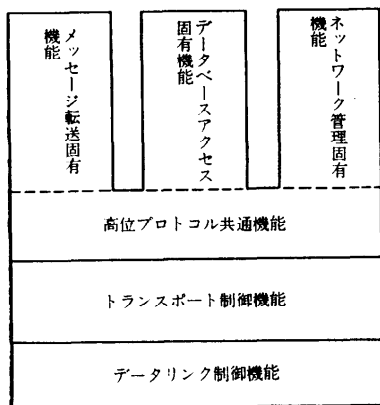 メッセージ転送固有
機能
データベースアクセス
固有機能
ネットワーク管理固有
機能
高位プロトコル共通機能
トランスポート制御機能
データリンク制御機能